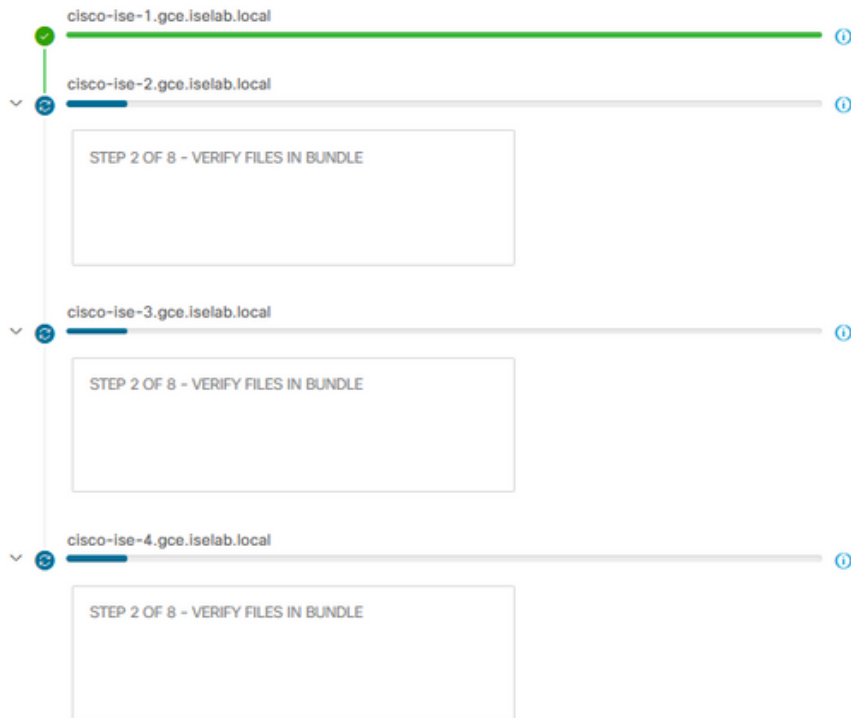 cisco-ise-1.gce.iselab.local
cisco-ise-2.gce.iselab.local
STEP 2 OF 8 - VERIFY FILES IN BUNDLE
cisco-ise-3.gce.iselab.local
STEP 2 OF 8 - VERIFY FILES IN BUNDLE
cisco-ise-4.gce.iselab.local
STEP 2 OF 8 - VERIFY FILES IN BUNDLE